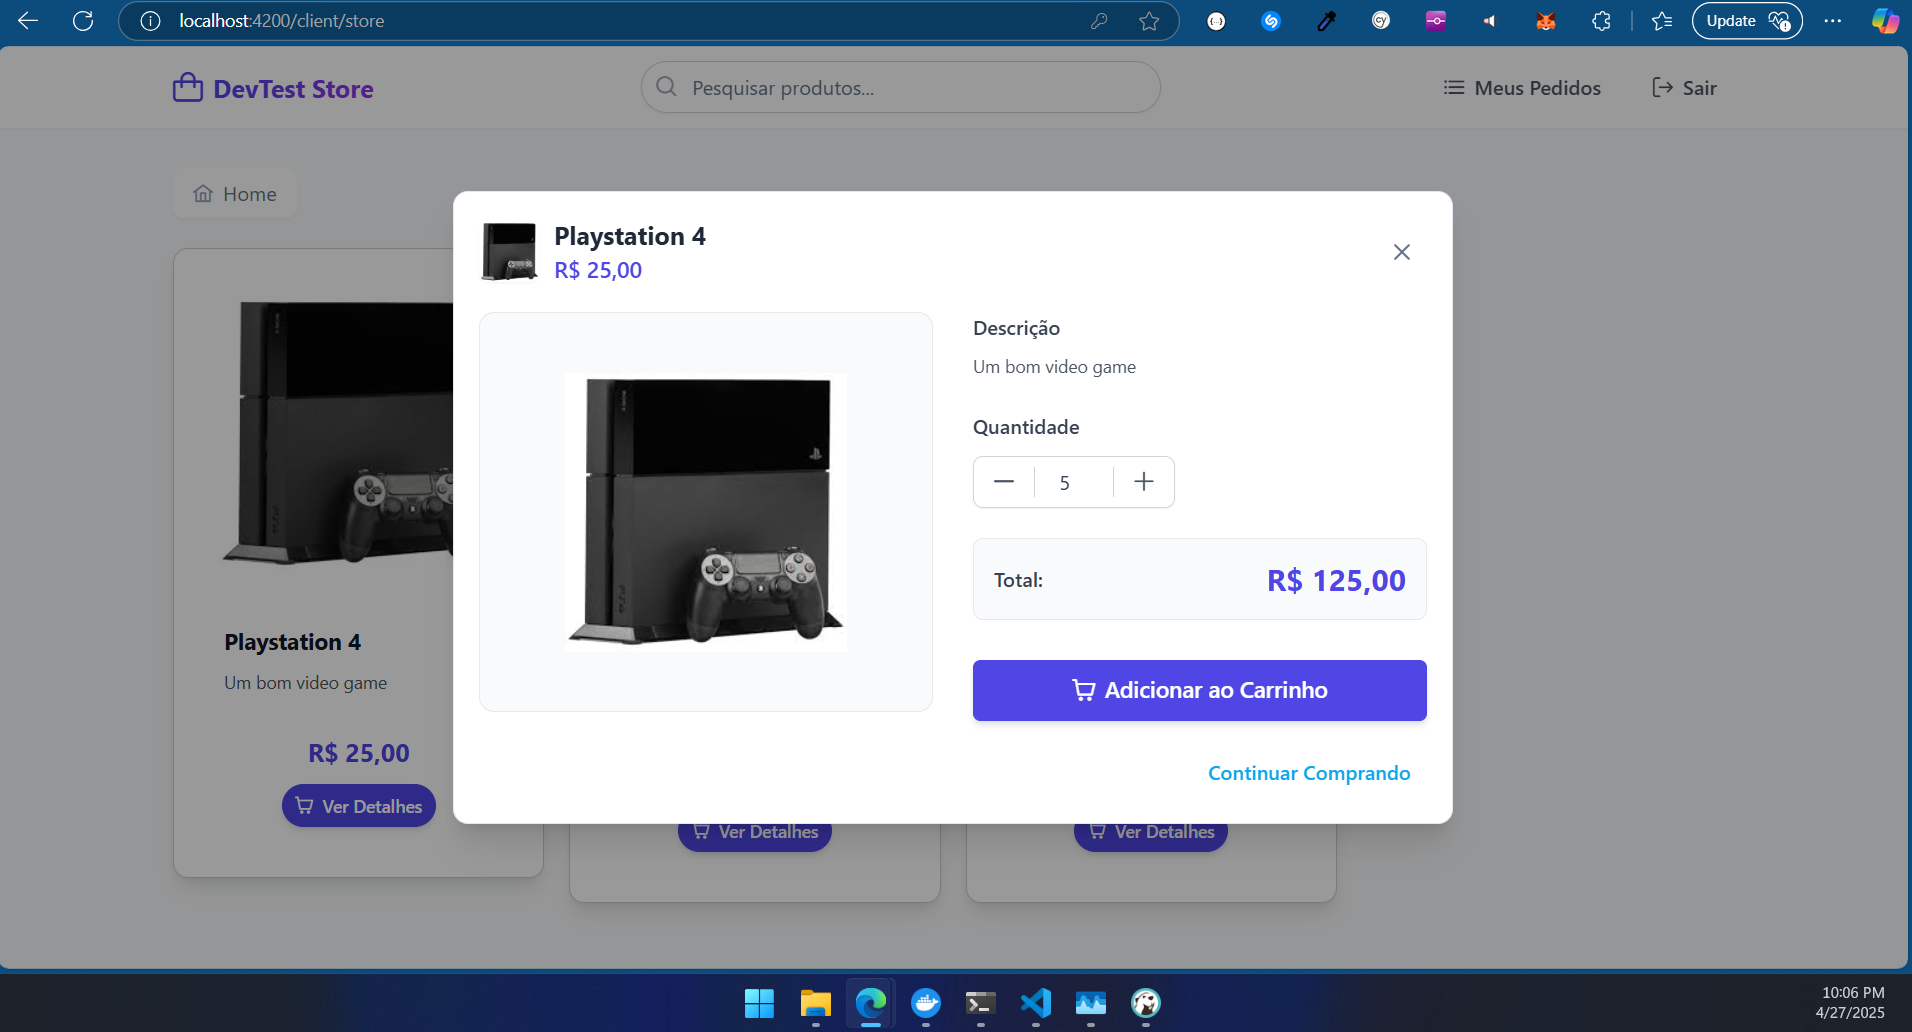 localhost:4200/client/store
Update
DevTest Store
Pesquisar produtos...
Meus Pedidos
Sair
Home
Playstation 4
R$ 25,00
Descrição
Um bom video game
Quantidade
5
Total:
R$ 125,00
Adicionar ao Carrinho
Continuar Comprando
Playstation 4
Um bom video game
R$ 25,00
Ver Detalhes
Ver Detalhes
Ver Detalhes
10:06 PM
4/27/2025